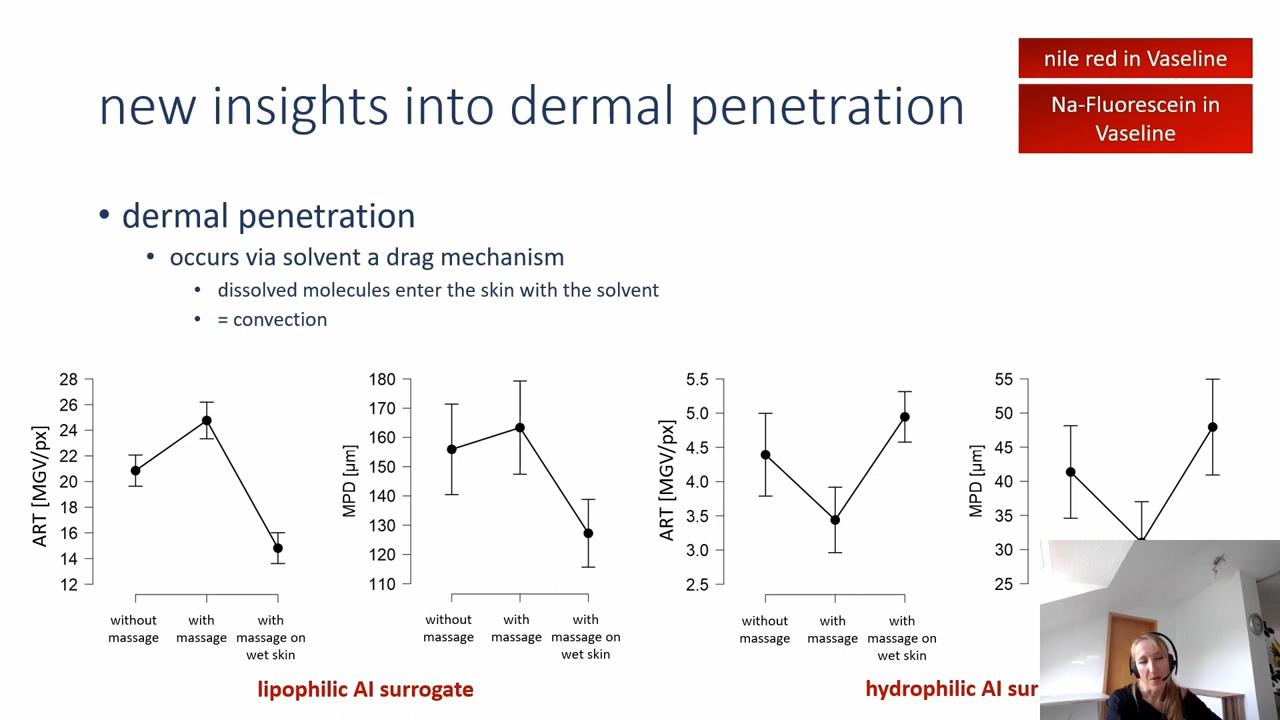 nile red in Vaseline
Na-Fluorescein in
Vaseline
new insights into dermal penetration
• dermal penetration
• occurs via solvent a drag mechanism
• dissolved molecules enter the skin with the solvent
• = convection
ART [MGV/px]
28
26
24
22
20
18
16
14
12
without
massage
with
massage
with
massage on
wet skin
MPD [µm]
180
170
160
150
140
130
120
110
without
massage
with
massage
with
massage on
wet skin
lipophilic AI surrogate
ART [MGV/px]
5.5
5.0
4.5
4.0
3.5
3.0
2.5
without
massage
with
massage
with
massage on
wet skin
MPD [µm]
55
50
45
40
35
30
25
hydrophilic AI sur